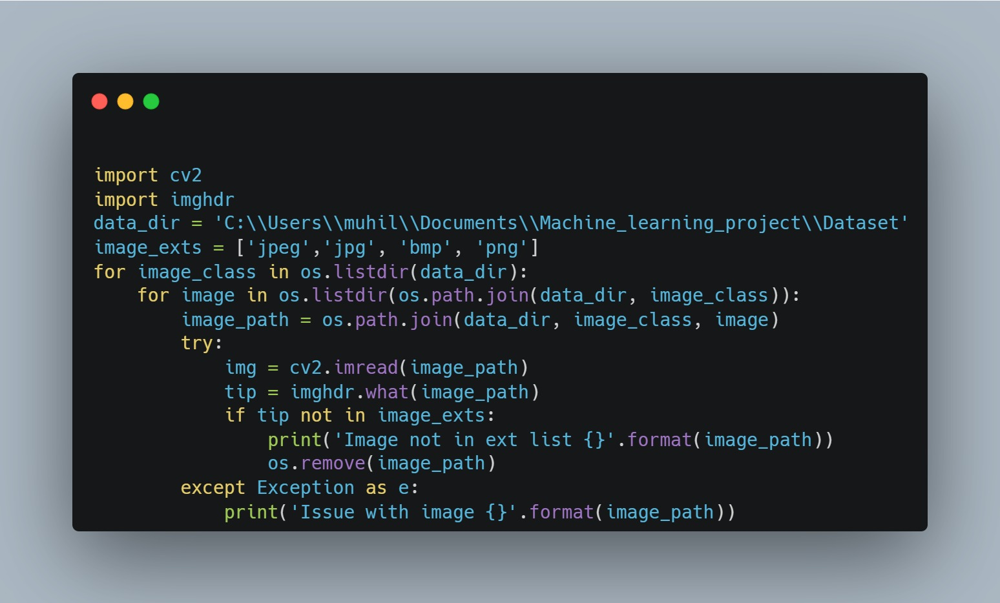 import cv2
import imghdr
data_dir = 'C:\\Users\\muhil\\Documents\\Machine_learning_project\\Dataset'
image_exts = ['jpeg','jpg', 'bmp', 'png']
for image_class in os.listdir(data_dir):
    for image in os.listdir(os.path.join(data_dir, image_class)):
        image_path = os.path.join(data_dir, image_class, image)
        try:
            img = cv2.imread(image_path)
            tip = imghdr.what(image_path)
            if tip not in image_exts:
                print('Image not in ext list {}'.format(image_path))
                os.remove(image_path)
        except Exception as e:
            print('Issue with image {}'.format(image_path))